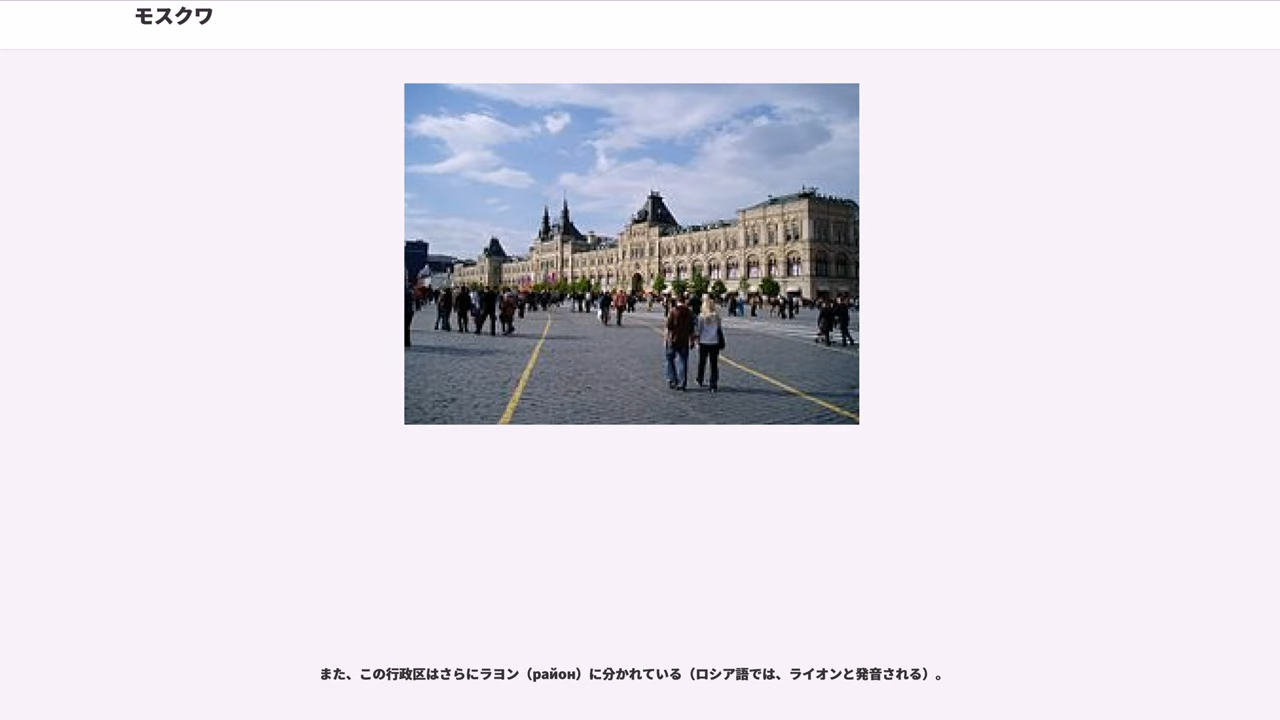 モスクワ
また、この行政区はさらにラヨン（район）に分かれている（ロシア語では、ライオンと発音される）。